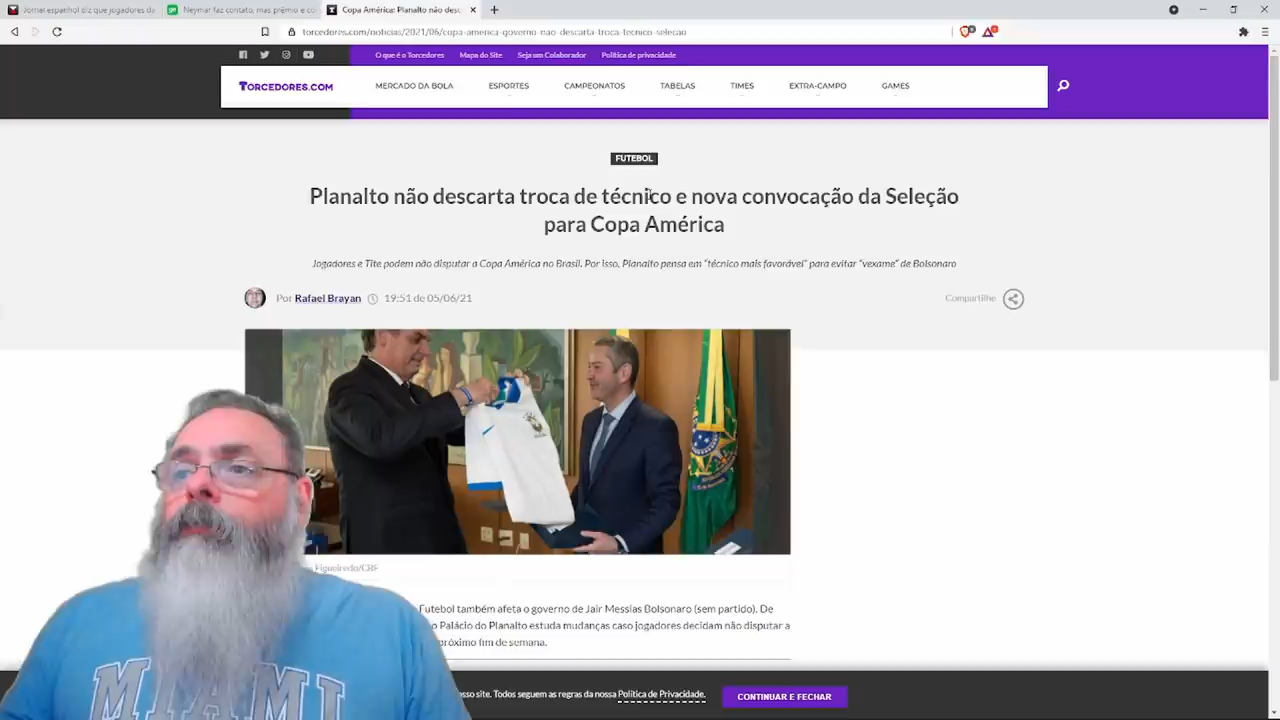 Jornal espanhol diz que jogadores da
Neymar faz contato, mas prêmio e co
Copa América: Planalto não desc
torcedores.com/noticias/2021/06/copa-america-governo-nao-descarta-troca-tecnico-selecao
O que é o Torcedores Mapa do Site Seja um Colaborador Política de privacidade
TORCEDORES.COM MERCADO DA BOLA ESPORTES CAMPEONATOS TABELAS TIMES EXTRA-CAMPO GAMES
FUTEBOL
Planalto não descarta troca de técnico e nova convocação da Seleção
para Copa América
Jogadores e Tite podem não disputar a Copa América no Brasil. Por isso, Planalto pensa em "técnico mais favorável" para evitar "vexame" de Bolsonaro
Por Rafael Brayan 19:51 de 05/06/21 Compartilhe
Figueiredo/CBF
Futebol também afeta o governo de Jair Messias Bolsonaro (sem partido). De
o Palácio do Planalto estuda mudanças caso jogadores decidam não disputar a
próximo fim de semana.
sso site. Todos seguem as regras da nossa Política de Privacidade. CONTINUAR E FECHAR
MIAMI